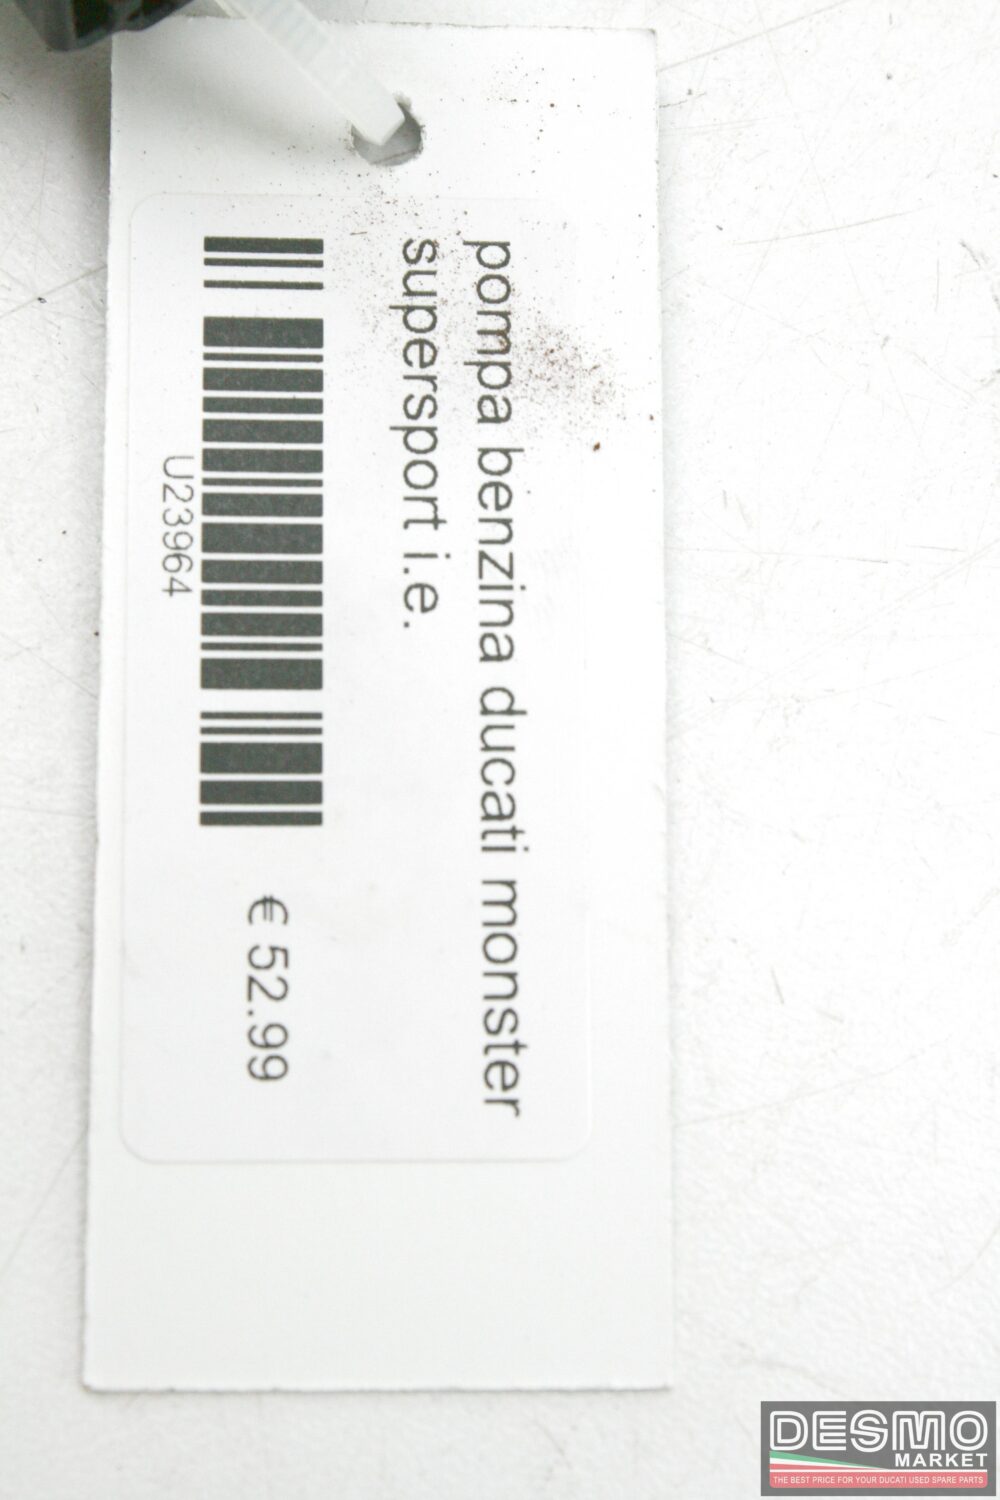 pompa benzina ducati monster
supersport i.e.
U23964
€ 52.99
DESMO
MARKET
THE BEST PRICE FOR YOUR DUCATI USED SPARE PARTS